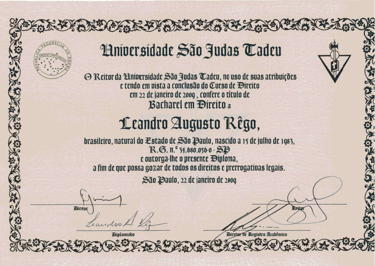 Universidade São Judas Tadeu
O Reitor da Universidade São Judas Tadeu, no uso de suas atribuições
e tendo em vista a conclusão do Curso de Direito
em 22 de janeiro de 2009, confere o título de
Bacharel em Direito a
Leandro Augusto Rêgo,
brasileiro, natural do Estado de São Paulo, nascido a 15 de julho de 1983,
R.G. n.º - SP
e outorga-lhe o presente Diploma,
a fim de que possa gozar de todos os direitos e prerrogativas legais.
São Paulo, 22 de janeiro de 2009
Diretor
Reitor
Diplomado
Diretor de Registro Acadêmico